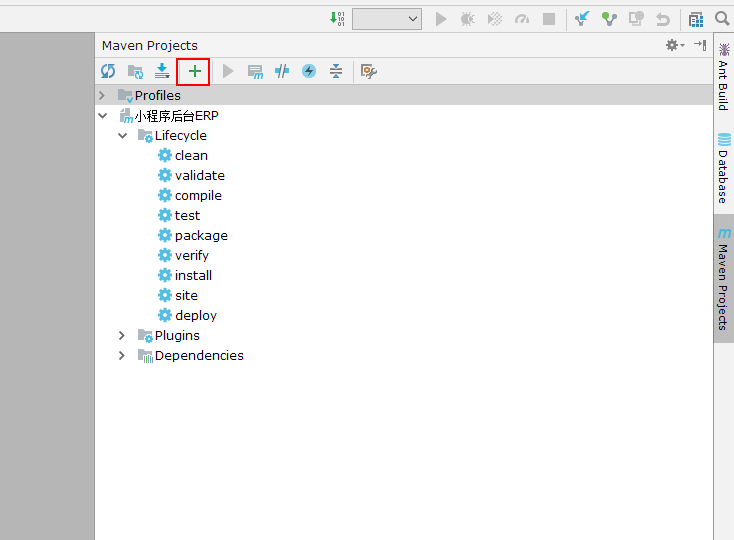 Maven Projects
Profiles
小程序后台ERP
Lifecycle
clean
validate
compile
test
package
verify
install
site
deploy
Plugins
Dependencies
Ant Build
Database
Maven Projects